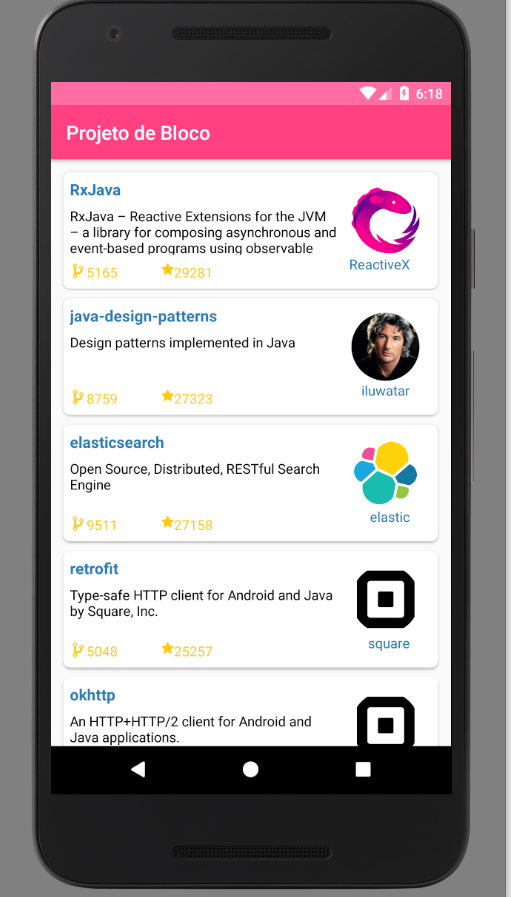 6:18
Projeto de Bloco
RxJava
RxJava – Reactive Extensions for the JVM
– a library for composing asynchronous and
event-based programs using observable
5165 29281
ReactiveX
java-design-patterns
Design patterns implemented in Java
8759 27323
iluwatar
elasticsearch
Open Source, Distributed, RESTful Search
Engine
9511 27158
elastic
retrofit
Type-safe HTTP client for Android and Java
by Square, Inc.
5048 25257
square
okhttp
An HTTP+HTTP/2 client for Android and
Java applications.